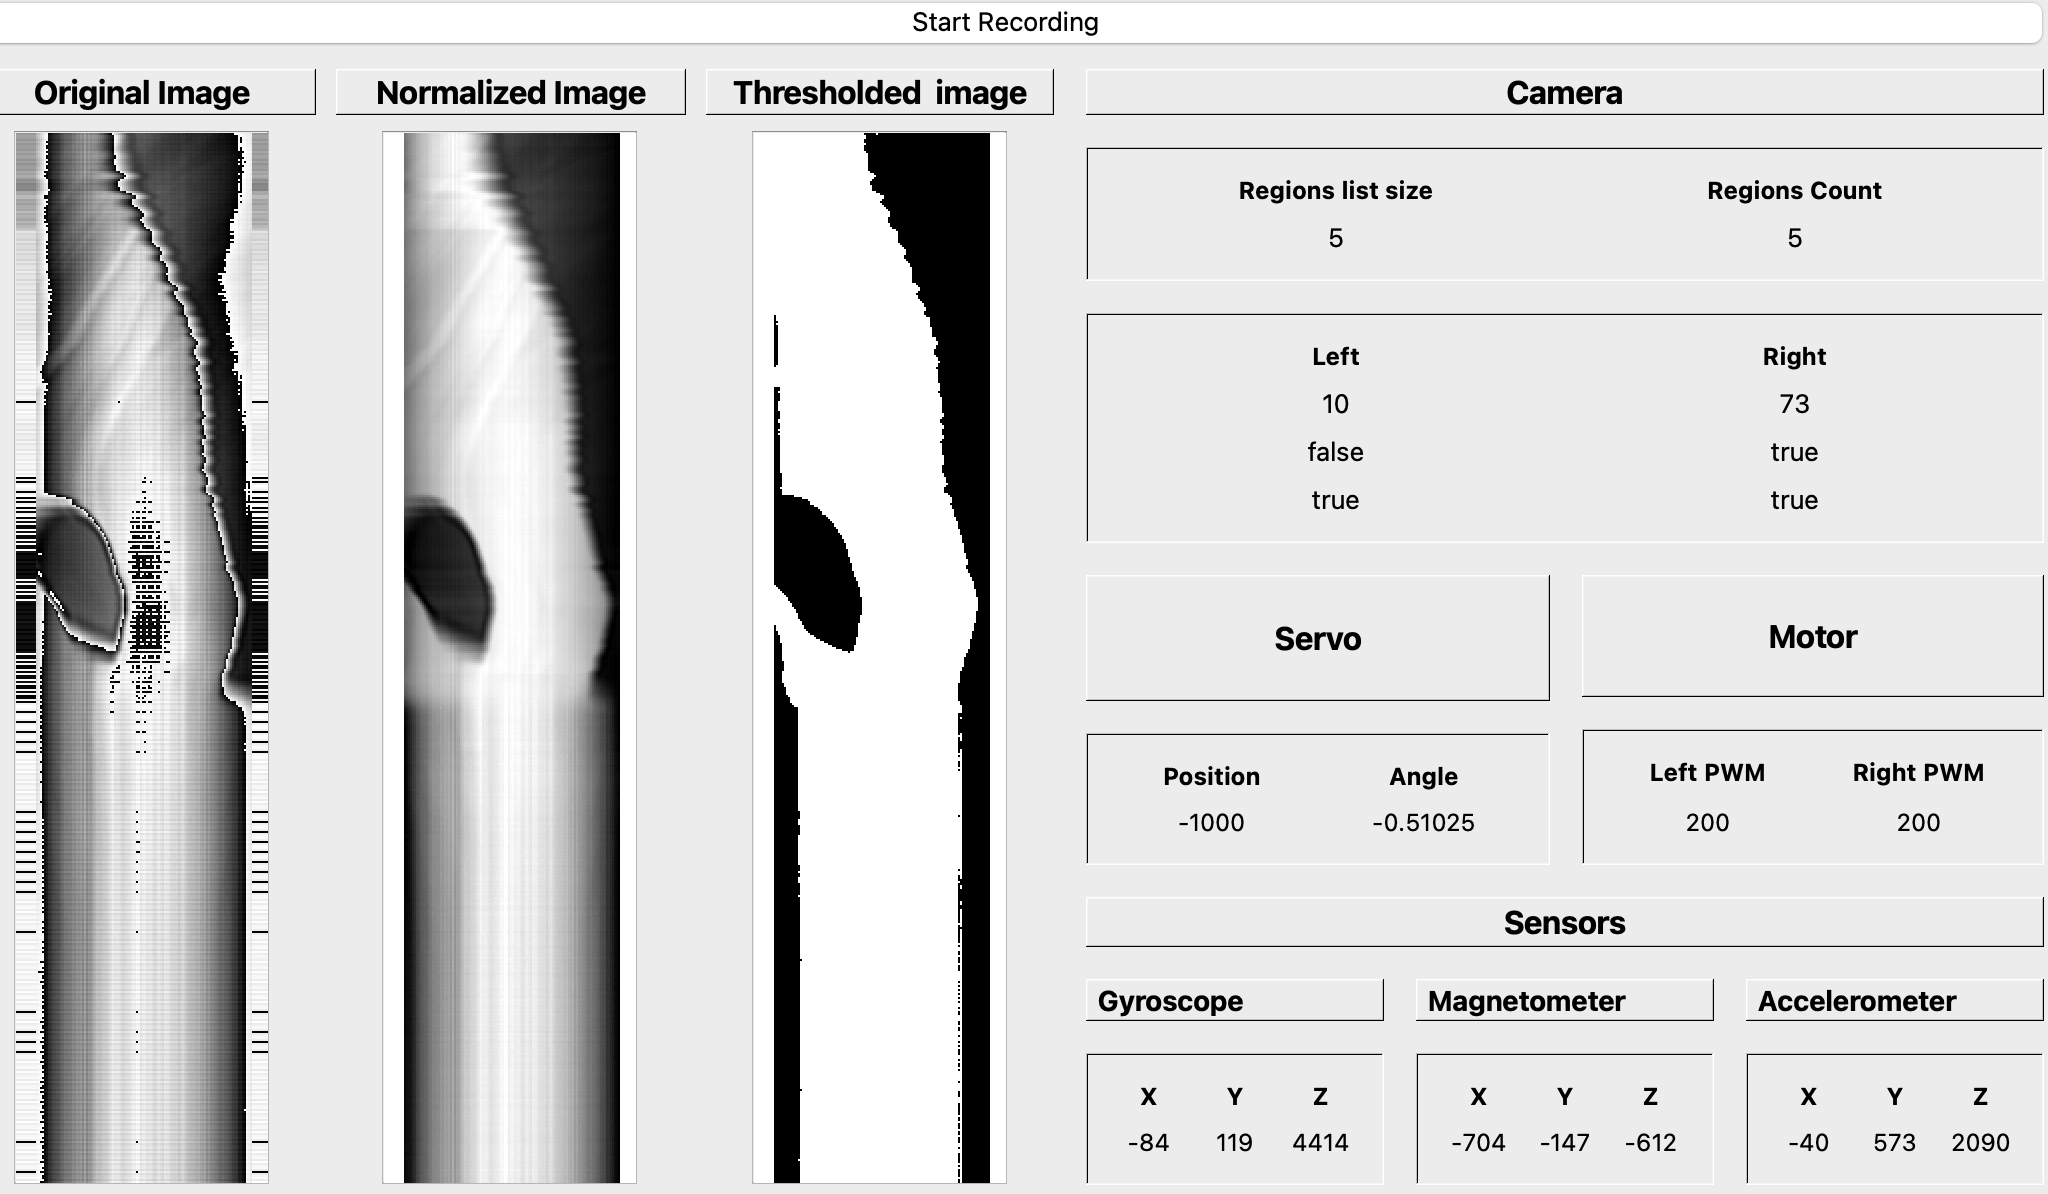 Start Recording
Original Image
Normalized Image
Thresholded image
Camera
Regions list size Regions Count
5 5
Left Right
10 73
false true
true true
Servo Motor
Position Angle
-1000 -0.51025
Left PWM Right PWM
200 200
Sensors
Gyroscope Magnetometer Accelerometer
X Y Z X Y Z X Y Z
-84 119 4414 -704 -147 -612 -40 573 2090